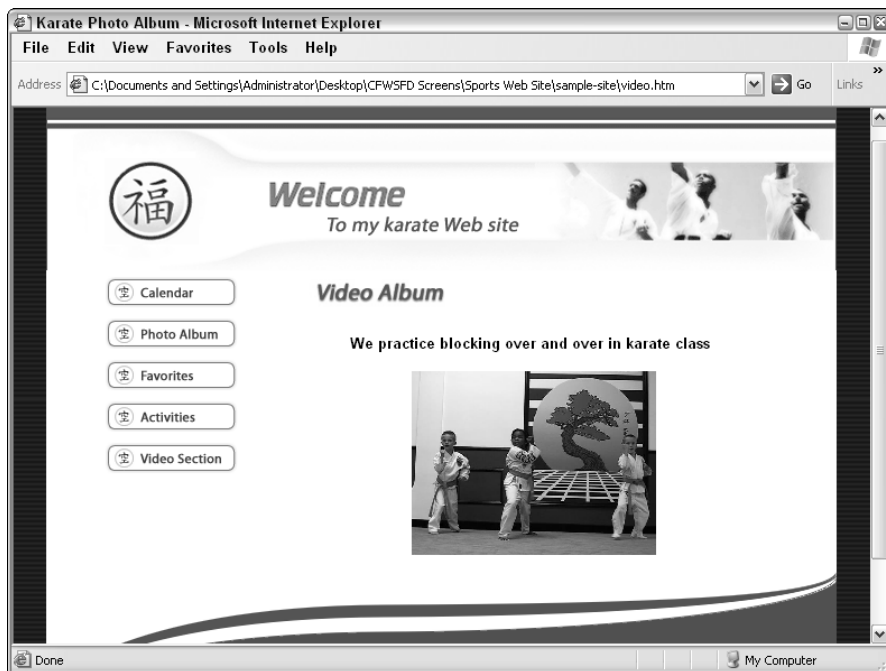 Karate Photo Album - Microsoft Internet Explorer
File Edit View Favorites Tools Help
Address C:\Documents and Settings\Administrator\Desktop\CFWSFD Screens\Sports Web Site\sample-site\video.htm Go Links »
福
Welcome
To my karate Web site
Calendar
Photo Album
Favorites
Activities
Video Section
Video Album
We practice blocking over and over in karate class
Done My Computer